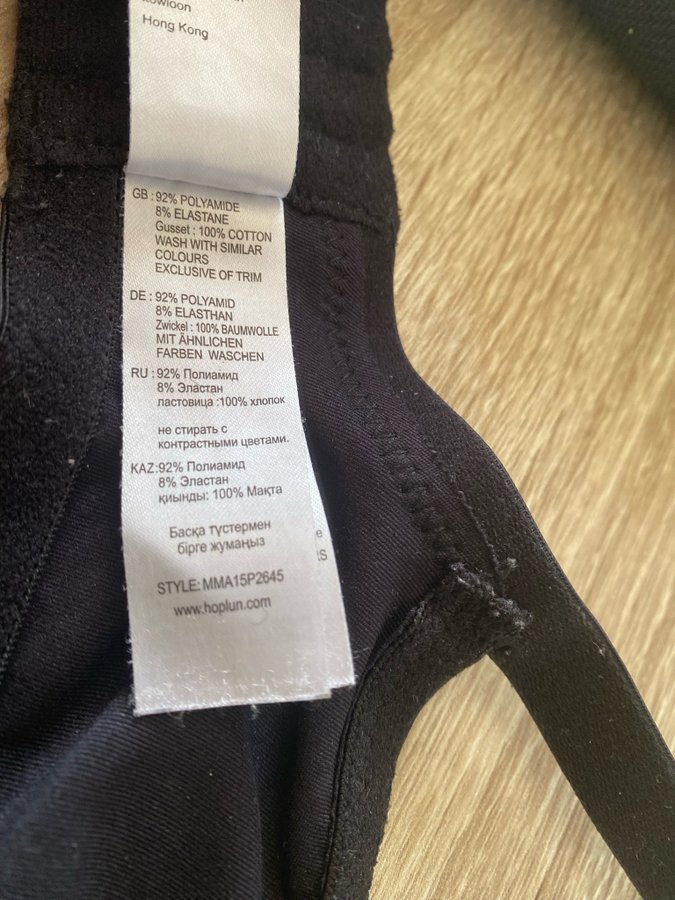 Hong Kong
GB : 92% POLYAMIDE
8% ELASTANE
Gusset : 100% COTTON
WASH WITH SIMILAR
COLOURS
EXCLUSIVE OF TRIM
DE : 92% POLYAMID
8% ELASTHAN
Zwickel : 100% BAUMWOLLE
MIT ÄHNLICHEN
FARBEN WASCHEN
RU : 92% Полиамид
8% Эластан
ластовица :100% хлопок
не стирать с
контрастными цветами.
KAZ:92% Полиамид
8% Эластан
қиынды: 100% Мақта
Басқа түстермен
бірге жумаңыз
STYLE: MMA15P2645
www.hoplun.com